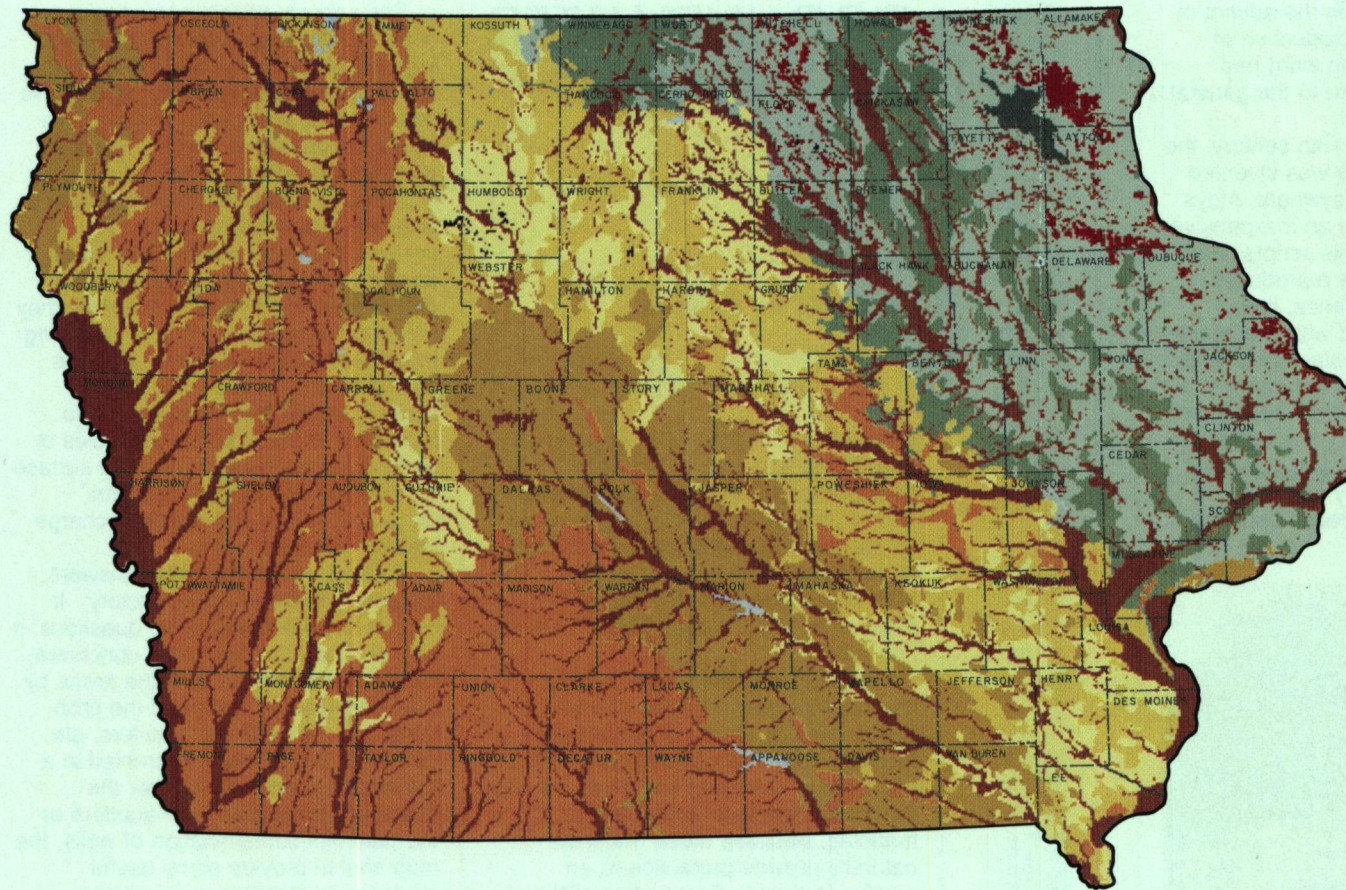 LYON OSCEOLA DICKINSON EMMET KOSSUTH WINNEBAGO WORTH MITCHELL HOWARD WINNESHIEK ALLAMAKEE
SIOUX O'BRIEN CLAY PALO ALTO HANCOCK CERRO GORDO FLOYD CHICKASAW
FAYETTE CLAYTON
PLYMOUTH CHEROKEE BUENA VISTA POCAHONTAS HUMBOLDT WRIGHT FRANKLIN BUTLER BREMER
WOODBURY IDA SAC CALHOUN WEBSTER HAMILTON HARDIN GRUNDY BLACK HAWK BUCHANAN DELAWARE DUBUQUE
MONONA CRAWFORD CARROLL GREENE BOONE STORY MARSHALL TAMA BENTON LINN JONES JACKSON
CLINTON
CEDAR
HARRISON SHELBY AUDUBON GUTHRIE DALLAS POLK JASPER POWESHIEK IOWA JOHNSON
SCOTT
MUSCATINE
POTTAWATTAMIE CASS ADAIR MADISON WARREN MARION MAHASKA KEOKUK WASHINGTON
LOUISA
MILLS MONTGOMERY ADAMS UNION CLARKE LUCAS MONROE WAPELLO JEFFERSON HENRY
DES MOINES
FREMONT PAGE TAYLOR RINGGOLD DECATUR WAYNE APPANOOSE DAVIS VAN BUREN
LEE